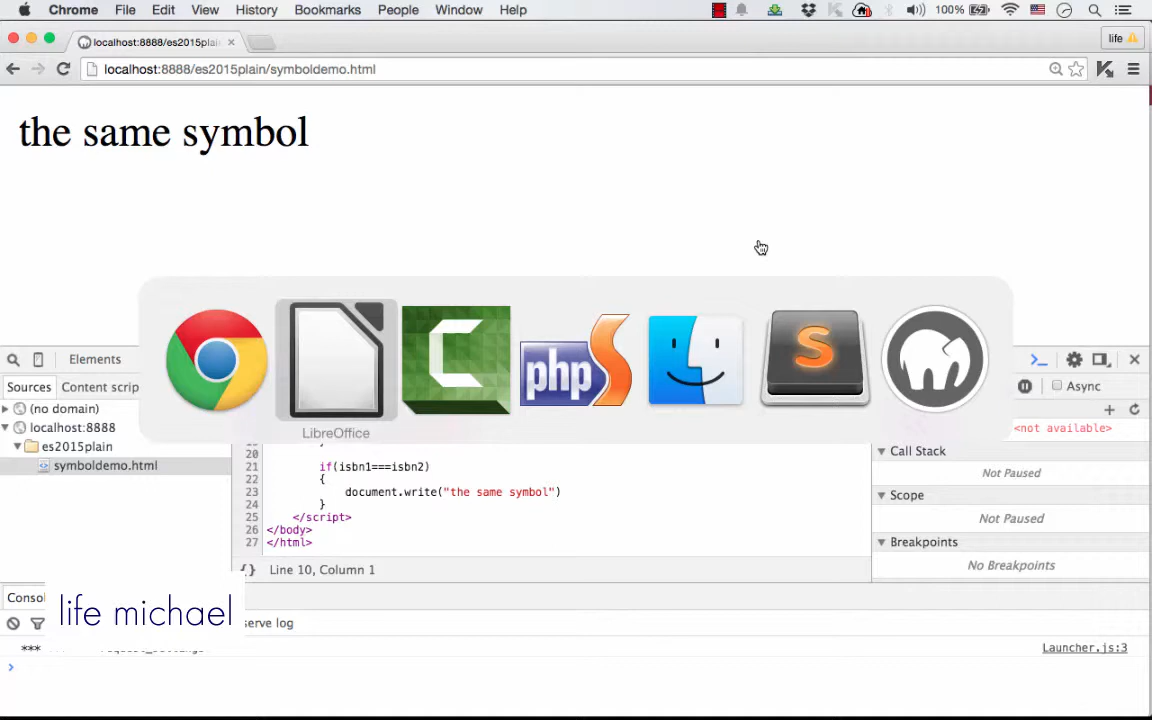 Chrome File Edit View History Bookmarks People Window Help 100%
localhost:8888/es2015plain
life
localhost:8888/es2015plain/symboldemo.html
the same symbol
php
LibreOffice
Elements
Async
Sources Content scrip
(no domain)
localhost:8888
es2015plain
symboldemo.html
<not available>
Call Stack
Not Paused
Scope
Not Paused
Breakpoints
No Breakpoints
20
21 if(isbn1===isbn2)
22 {
23 document.write("the same symbol")
24 }
25 </script>
26 </body>
27 </html>
{} Line 10, Column 1
Consol
life michael
serve log
*** Launcher.js:3
>